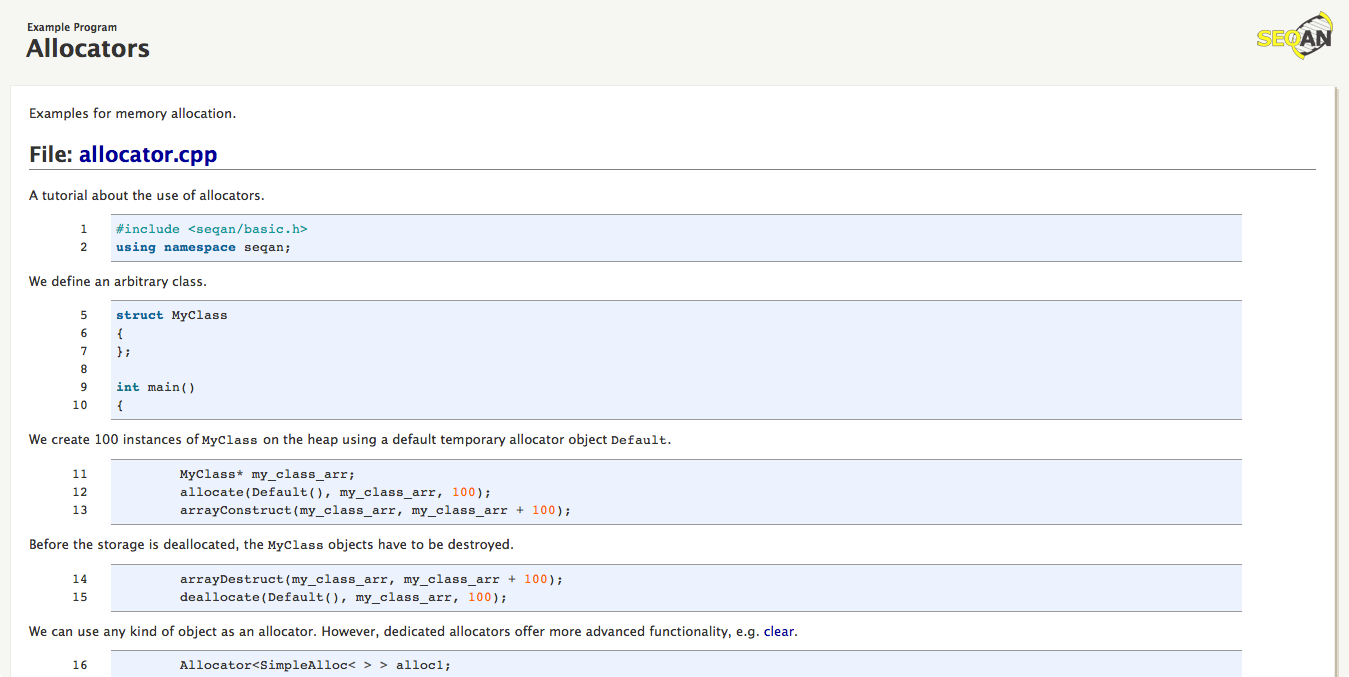 Example Program
Allocators
SEQAN
Examples for memory allocation.
File: allocator.cpp
A tutorial about the use of allocators.
1 #include <seqan/basic.h>
2 using namespace seqan;
We define an arbitrary class.
5 struct MyClass
6 {
7 };
8
9 int main()
10 {
We create 100 instances of MyClass on the heap using a default temporary allocator object Default.
11 MyClass* my_class_arr;
12 allocate(Default(), my_class_arr, 100);
13 arrayConstruct(my_class_arr, my_class_arr + 100);
Before the storage is deallocated, the MyClass objects have to be destroyed.
14 arrayDestruct(my_class_arr, my_class_arr + 100);
15 deallocate(Default(), my_class_arr, 100);
We can use any kind of object as an allocator. However, dedicated allocators offer more advanced functionality, e.g. clear.
16 Allocator<SimpleAlloc< > > alloc1;